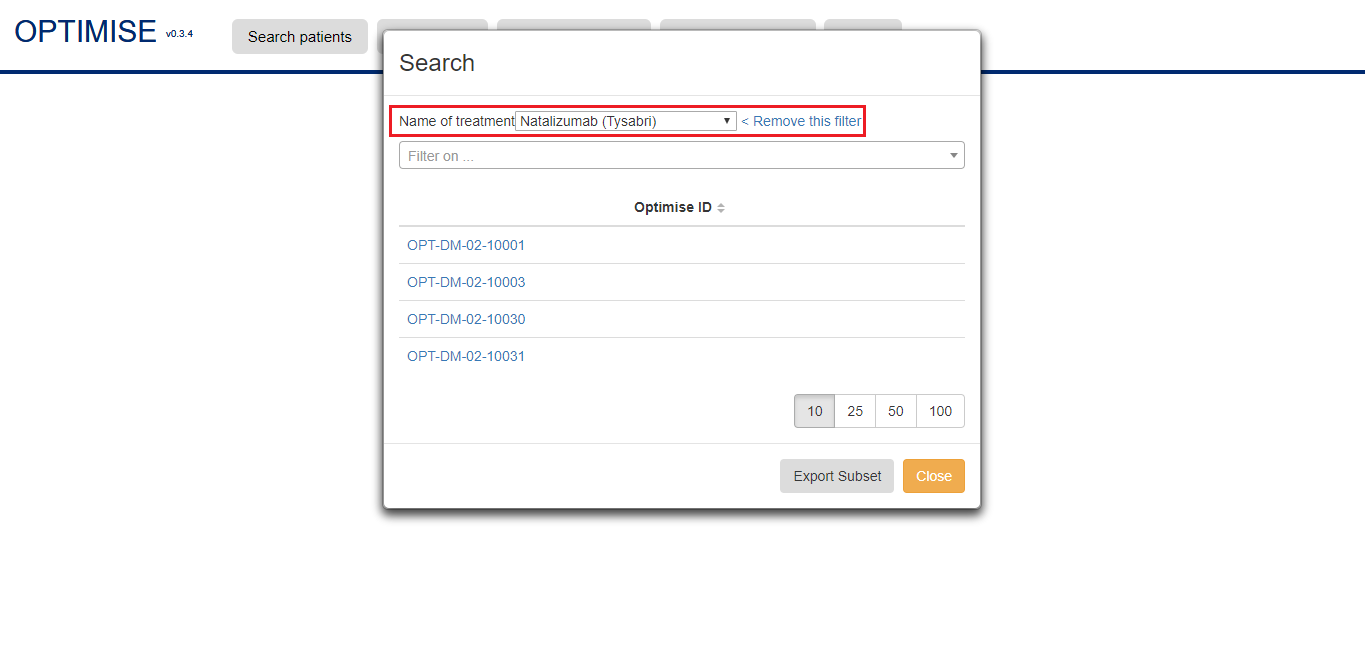 OPTIMISE v0.3.4 Search patients
Search
Name of treatment Natalizumab (Tysabri) < Remove this filter
Filter on ...
Optimise ID
OPT-DM-02-10001
OPT-DM-02-10003
OPT-DM-02-10030
OPT-DM-02-10031
10 25 50 100
Export Subset Close